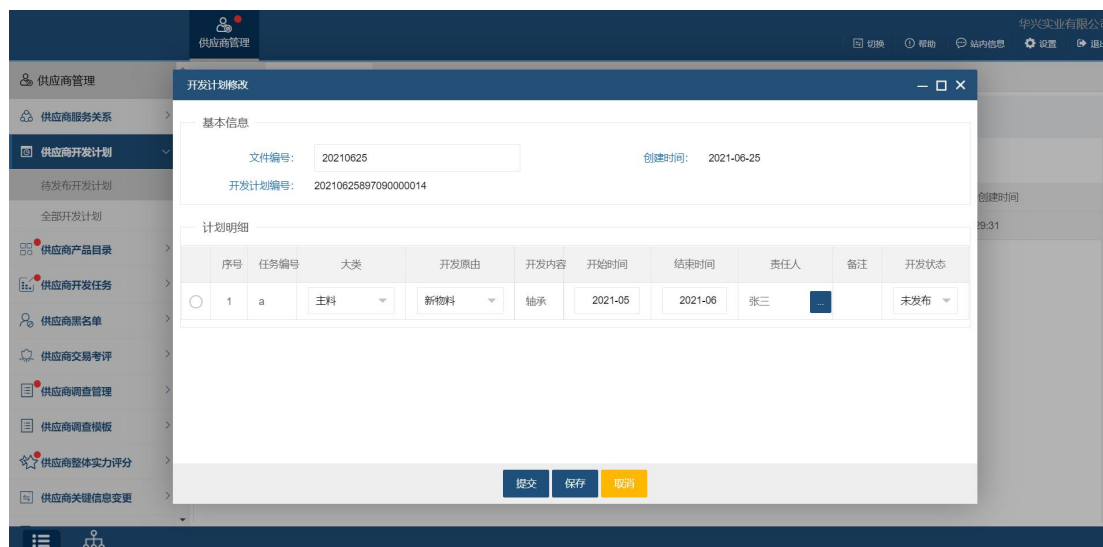 华兴实业有限公司
供应商管理
切换 帮助 站内信息 设置 退出
供应商管理
供应商服务关系
供应商开发计划
待发布开发计划
全部开发计划
供应商产品目录
供应商开发任务
供应商黑名单
供应商交易考评
供应商调查管理
供应商调查模板
供应商整体实力评分
供应商关键信息变更
开发计划修改
基本信息
文件编号: 20210625 创建时间: 2021-06-25
开发计划编号: 20210625897090000014
计划明细
序号 任务编号 大类 开发原由 开发内容 开始时间 结束时间 责任人 备注 开发状态
1 a 主料 新物料 轴承 2021-05 2021-06 张三 ... 未发布
提交 保存 取消
创建时间
29:31